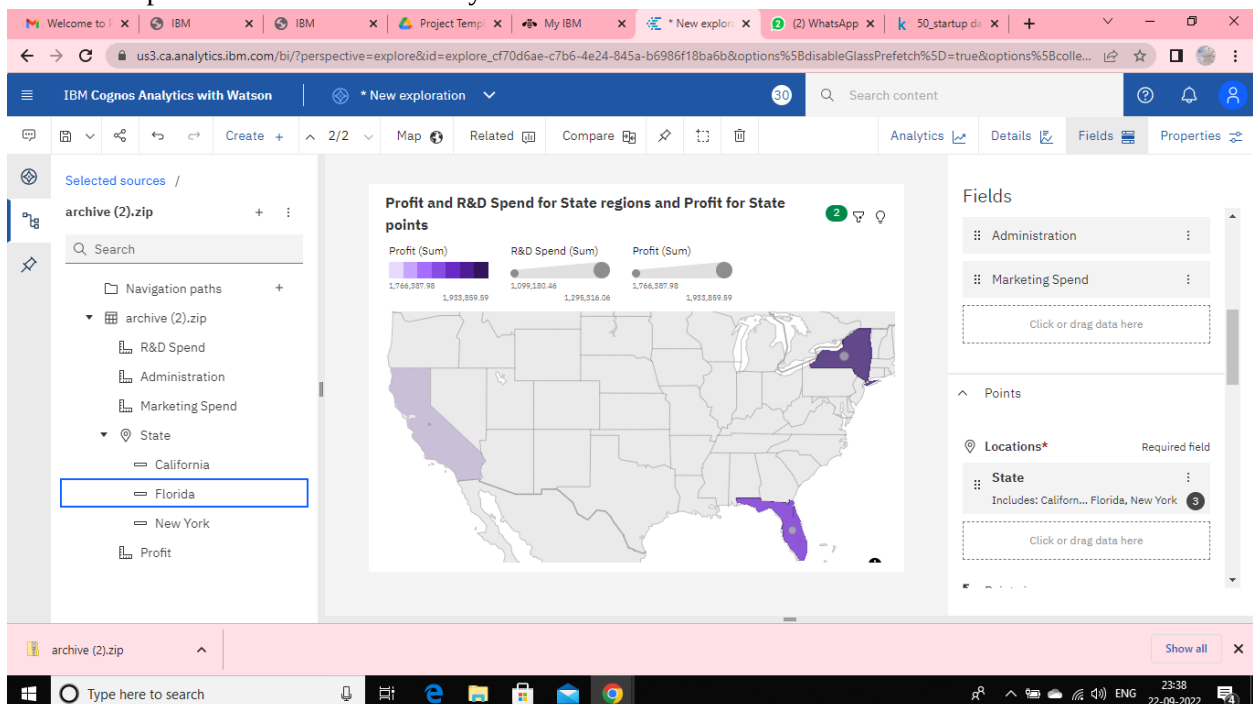 Welcome to F
IBM
IBM
Project Templ
My IBM
* New explor
(2) WhatsApp
50_startup da
us3.ca.analytics.ibm.com/bi/?perspective=explore&id=explore_cf70d6ae-c7b6-4e24-845a-b6986f18ba6b&options%5BdisableGlassPrefetch%5D=true&options%5Bcolle...
IBM Cognos Analytics with Watson
* New exploration
30
Search content
Create +
2/2
Map
Related
Compare
Analytics
Details
Fields
Properties
Selected sources /
archive (2).zip
Search
Navigation paths
archive (2).zip
R&D Spend
Administration
Marketing Spend
State
California
Florida
New York
Profit
Profit and R&D Spend for State regions and Profit for State
points
2
Profit (Sum)
R&D Spend (Sum)
Profit (Sum)
1,766,387.98
1,933,859.59
1,099,180.46
1,295,316.06
1,766,387.98
1,933,859.59
Fields
Administration
Marketing Spend
Click or drag data here
Points
Locations*
Required field
State
Includes: Californ... Florida, New York
3
Click or drag data here
archive (2).zip
Show all
Type here to search
ENG
23:38
22-09-2022
4